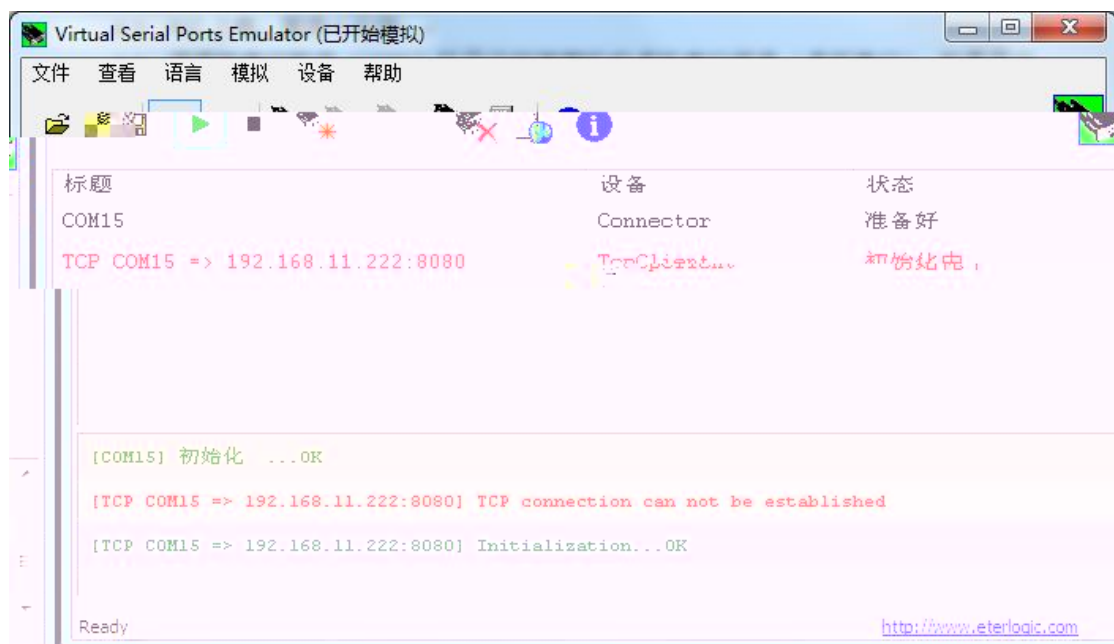 Virtual Serial Ports Emulator (已开始模拟)
文件 查看 语言 模拟 设备 帮助
标题 设备 状态
COM15 Connector 准备好
TCP COM15 => 192.168.11.222:8080
[COM15] 初始化 ...OK
[TCP COM15 => 192.168.11.222:8080] TCP connection can not be established
[TCP COM15 => 192.168.11.222:8080] Initialization...OK
Ready http://www.eterlogic.com